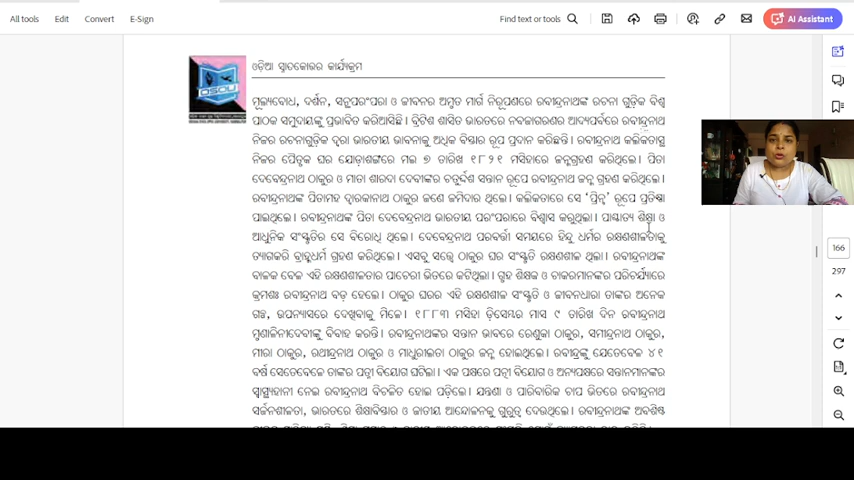 All tools Edit Convert E-Sign Find text or tools AI Assistant
ଓଡ଼ିଆ ସ୍ନାତକୋତ୍ତର କାର୍ଯ୍ୟକ୍ରମ
OSOU
ମୂଲ୍ୟବୋଧ, ଦର୍ଶନ, ସନ୍ଥପରଂପରା ଓ ଜୀବନର ଅମୃତ ମାର୍ଗ ନିରୂପଣରେ ରବୀନ୍ଦ୍ରନାଥଙ୍କ ରଚନା ଗୁଡ଼ିକ ବିଶ୍ୱ
ପାଠକ ସମୁଦାୟଙ୍କୁ ପ୍ରଭାବିତ କରିଆସିଛି। ବ୍ରିଟିଶ ଶାସିତ ଭାରତରେ ନବଜାଗରଣର ଆଦ୍ୟପର୍ବରେ ରବୀନ୍ଦ୍ରନାଥ
ନିଜର ରଚନାଗୁଡ଼ିକ ଦ୍ୱାରା ଭାରତୀୟ ଭାବନାକୁ ଅଧିକ ବିସ୍ତାର ରୂପ ପ୍ରଦାନ କରିଛନ୍ତି। ରବୀନ୍ଦ୍ରନାଥ କଲିକତାସ୍ଥ
ନିଜର ପୈତୃକ ଘର ଯୋଡ଼ାଶଙ୍କରେ ମଇ ୭ ତାରିଖ ୧୮୬୧ ମସିହାରେ ଜନ୍ମଗ୍ରହଣ କରିଥିଲେ। ପିତା
ଦେବେନ୍ଦ୍ରନାଥ ଠାକୁର ଓ ମାତା ଶାରଦା ଦେବୀଙ୍କର ଚତୁର୍ଦ୍ଦଶ ସନ୍ତାନ ରୂପେ ରବୀନ୍ଦ୍ରନାଥ ଜନ୍ମ ଗ୍ରହଣ କରିଥିଲେ।
ରବୀନ୍ଦ୍ରନାଥଙ୍କ ପିତାମହ ଦ୍ୱାରକାନାଥ ଠାକୁର ଜଣେ ଜମିଦାର ଥିଲେ। କଲିକତାରେ ସେ ‘ପ୍ରିନ୍ସ’ ରୂପେ ପ୍ରତିଷ୍ଠା
ପାଇଥିଲେ। ରବୀନ୍ଦ୍ରନାଥଙ୍କ ପିତା ଦେବେନ୍ଦ୍ରନାଥ ଭାରତୀୟ ପରଂପରାରେ ବିଶ୍ୱାସ କରୁଥିଲେ। ପାଶ୍ଚାତ୍ୟ ଶିକ୍ଷା ଓ
ଆଧୁନିକ ସଂସ୍କୃତିର ସେ ବିରୋଧି ଥିଲେ। ଦେବେନ୍ଦ୍ରନାଥ ପରବର୍ତ୍ତୀ ସମୟରେ ହିନ୍ଦୁ ଧର୍ମର ରକ୍ଷଣଶୀଳତାକୁ
ତ୍ୟାଗକରି ବ୍ରାହ୍ମଧର୍ମ ଗ୍ରହଣ କରିଥିଲେ। ଏସବୁ ସତ୍ତ୍ୱେ ଠାକୁର ଘର ସଂସ୍କୃତି ରକ୍ଷଣଶୀଳ ଥିଲା। ରବୀନ୍ଦ୍ରନାଥଙ୍କ
ବାଳକ ବେଳ ଏହି ରକ୍ଷଣଶୀଳତାର ପାଚେରୀ ଭିତରେ କଟିଥିଲା। ଗୃହ ଶିକ୍ଷକ ଓ ଚାକରମାନଙ୍କର ପରିଚର୍ଯ୍ୟାରେ
କ୍ରମଶଃ ରବୀନ୍ଦ୍ରନାଥ ବଡ଼ ହେଲେ। ଠାକୁର ଘରର ଏହି ରକ୍ଷଣଶୀଳ ସଂସ୍କୃତି ଓ ଜୀବନଧାରା ତାଙ୍କର ଅନେକ
ଗଳ୍ପ, ଉପନ୍ୟାସରେ ଦେଖିବାକୁ ମିଳେ। ୧୮୮୩ ମସିହା ଡ଼ିସେମ୍ବର ମାସ ୯ ତାରିଖ ଦିନ ରବୀନ୍ଦ୍ରନାଥ
ମୃଣାଳିନୀଦେବୀଙ୍କୁ ବିବାହ କରନ୍ତି। ରବୀନ୍ଦ୍ରନାଥଙ୍କର ସନ୍ତାନ ଭାବରେ ରେଣୁକା ଠାକୁର, ସମୀନ୍ଦ୍ରନାଥ ଠାକୁର,
ମୀରା ଠାକୁର, ରଥୀନ୍ଦ୍ରନାଥ ଠାକୁର ଓ ମାଧୁରୀଲତା ଠାକୁର ଜନ୍ମ ହୋଇଥିଲେ। ରବୀନ୍ଦ୍ରଙ୍କୁ ଯେତେବେଳ ୪୧
ବର୍ଷ ସେତେବେଳେ ତାଙ୍କର ପତ୍ନୀ ବିୟୋଗ ଘଟିଲା। ଏକ ପକ୍ଷରେ ପତ୍ନୀ ବିୟୋଗ ଓ ଅନ୍ୟପକ୍ଷରେ ସନ୍ତାନମାନଙ୍କର
ସ୍ୱାସ୍ଥ୍ୟହାନୀ ନେଇ ରବୀନ୍ଦ୍ରନାଥ ବିଚଳିତ ହୋଇ ପଡ଼ିଲେ। ଯନ୍ତ୍ରଣା ଓ ପାରିବାରିକ ଚାପ ଭିତରେ ରବୀନ୍ଦ୍ରନାଥ
ସର୍ଜନଶୀଳତା, ଭାରତରେ ଶିକ୍ଷାବିସ୍ତାର ଓ ଜାତୀୟ ଆନ୍ଦୋଳନକୁ ଗୁରୁତ୍ୱ ଦେଉଥିଲେ। ରବୀନ୍ଦ୍ରନାଥଙ୍କ ଅବଶିଷ୍ଟ
166
297